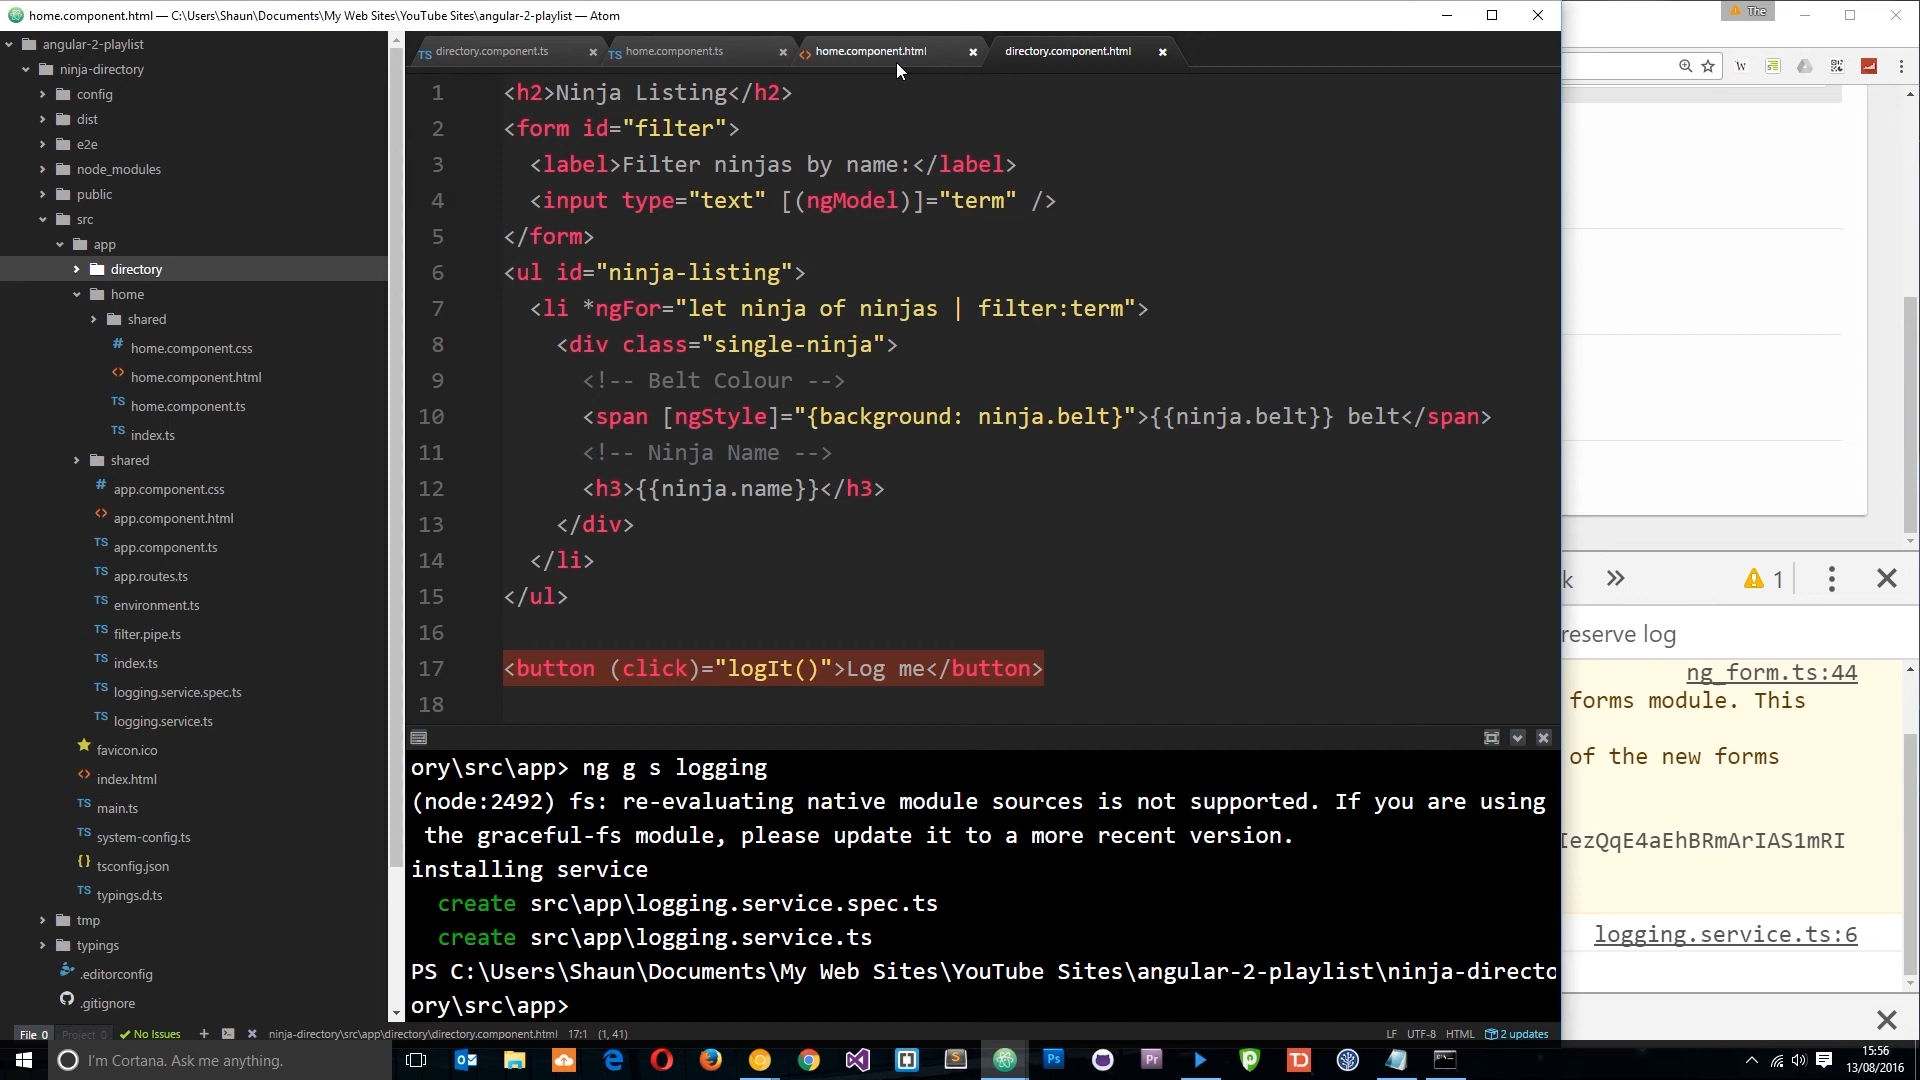 home.component.html — C:\Users\Shaun\Documents\My Web Sites\YouTube Sites\angular-2-playlist — Atom
The
angular-2-playlist
ninja-directory
config
dist
e2e
node_modules
public
src
app
directory
home
shared
home.component.css
home.component.html
home.component.ts
index.ts
shared
app.component.css
app.component.html
app.component.ts
app.routes.ts
environment.ts
filter.pipe.ts
index.ts
logging.service.spec.ts
logging.service.ts
favicon.ico
index.html
main.ts
system-config.ts
tsconfig.json
typings.d.ts
tmp
typings
.editorconfig
.gitignore
directory.component.ts
home.component.ts
home.component.html
directory.component.html
1 <h2>Ninja Listing</h2>
2 <form id="filter">
3 <label>Filter ninjas by name:</label>
4 <input type="text" [(ngModel)]="term" />
5 </form>
6 <ul id="ninja-listing">
7 <li *ngFor="let ninja of ninjas | filter:term">
8 <div class="single-ninja">
9 <!-- Belt Colour -->
10 <span [ngStyle]="{background: ninja.belt}">{{ninja.belt}} belt</span>
11 <!-- Ninja Name -->
12 <h3>{{ninja.name}}</h3>
13 </div>
14 </li>
15 </ul>
16
17 <button (click)="logIt()">Log me</button>
18
ory\src\app> ng g s logging
(node:2492) fs: re-evaluating native module sources is not supported. If you are using
the graceful-fs module, please update it to a more recent version.
installing service
create src\app\logging.service.spec.ts
create src\app\logging.service.ts
PS C:\Users\Shaun\Documents\My Web Sites\YouTube Sites\angular-2-playlist\ninja-directo
ory\src\app>
File 0 Project 0 No Issues ninja-directory\src\app\directory\directory.component.html 17:1 (1, 41) LF UTF-8 HTML 2 updates
k 1
reserve log
ng_form.ts:44
forms module. This
of the new forms
IezQqE4aEhBRmArIAS1mRI
logging.service.ts:6
I'm Cortana. Ask me anything.
15:56
13/08/2016